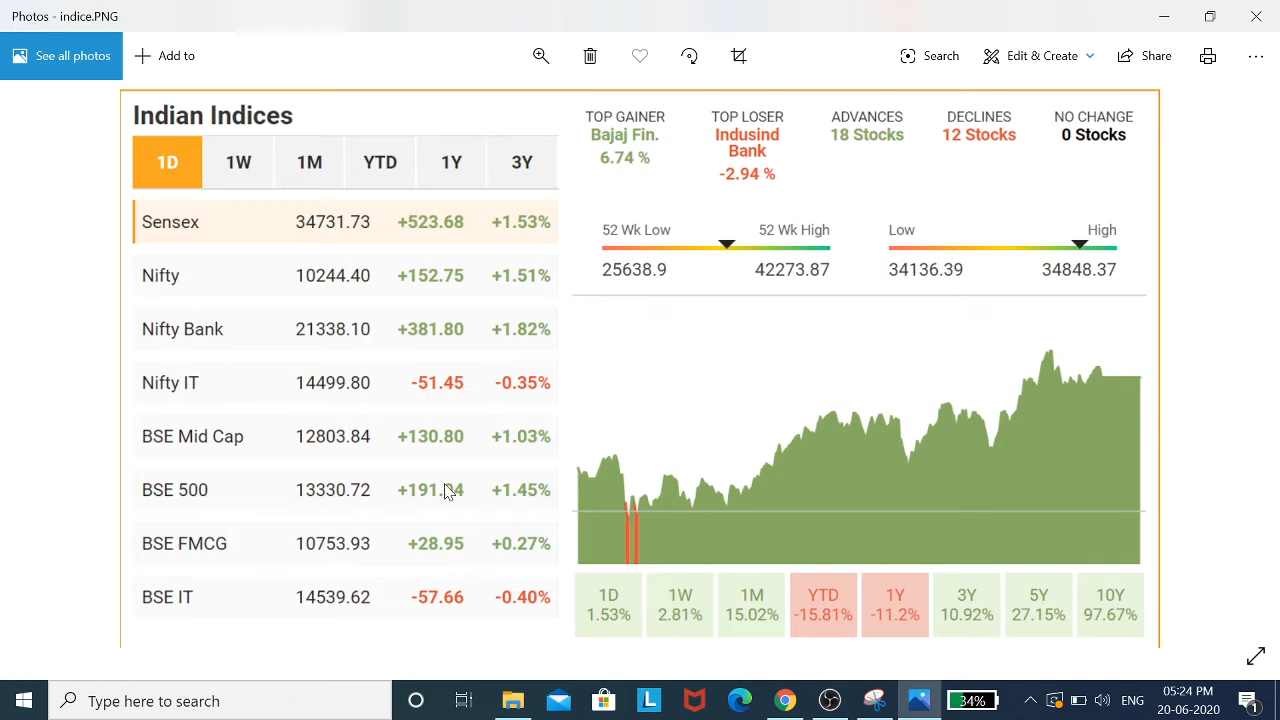 Photos - indice.PNG
See all photos
Add to
Search
Edit & Create
Share
Indian Indices
1D 1W 1M YTD 1Y 3Y
Sensex 34731.73 +523.68 +1.53%
Nifty 10244.40 +152.75 +1.51%
Nifty Bank 21338.10 +381.80 +1.82%
Nifty IT 14499.80 -51.45 -0.35%
BSE Mid Cap 12803.84 +130.80 +1.03%
BSE 500 13330.72 +1.45%
BSE FMCG 10753.93 +28.95 +0.27%
BSE IT 14539.62 -57.66 -0.40%
TOP GAINER
Bajaj Fin.
6.74 %
TOP LOSER
Indusind
Bank
-2.94 %
ADVANCES
18 Stocks
DECLINES
12 Stocks
NO CHANGE
0 Stocks
52 Wk Low 52 Wk High
25638.9 42273.87
Low High
34136.39 34848.37
1D 1W 1M YTD 1Y 3Y 5Y 10Y
1.53% 2.81% 15.02% -15.81% -11.2% 10.92% 27.15% 97.67%
Type here to search
L
34%
ENG
05:24 PM
20-06-2020
1